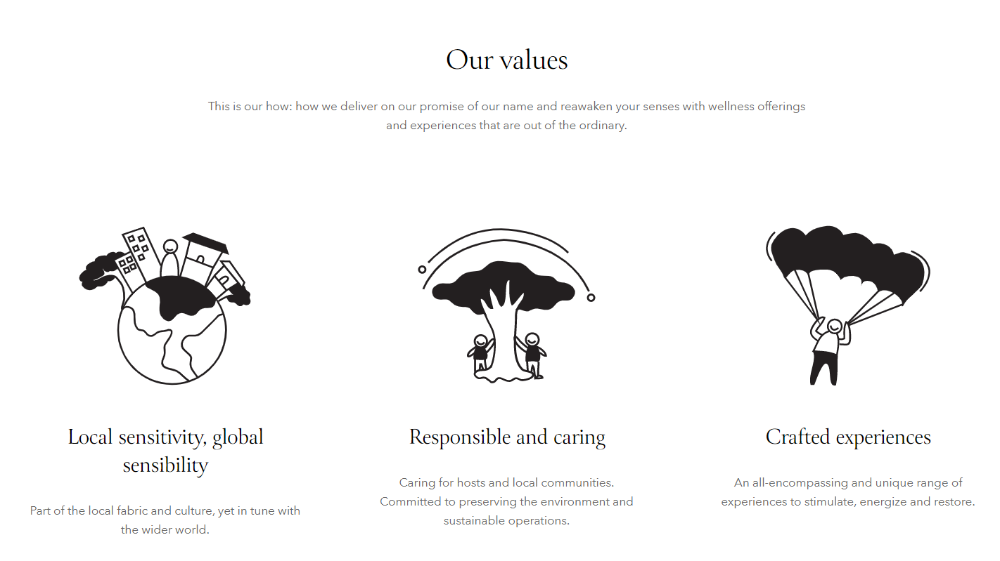 Our values
This is our how: how we deliver on our promise of our name and reawaken your senses with wellness offerings
and experiences that are out of the ordinary.
Local sensitivity, global
sensibility
Part of the local fabric and culture, yet in tune with
the wider world.
Responsible and caring
Caring for hosts and local communities.
Committed to preserving the environment and
sustainable operations.
Crafted experiences
An all-encompassing and unique range of
experiences to stimulate, energize and restore.